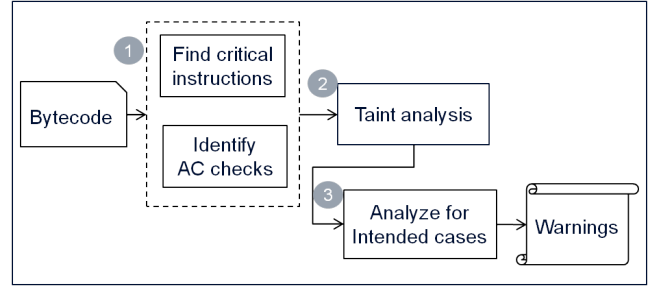 1
Find critical
instructions
Bytecode
Identify
AC checks
2
Taint analysis
3
Analyze for
Intended cases
Warnings